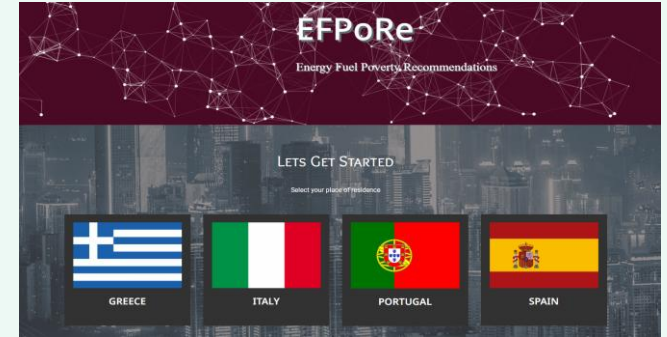 EFPoRe
Energy Fuel Poverty Recommendations
LETS GET STARTED
Select your place of residence
GREECE
ITALY
PORTUGAL
SPAIN